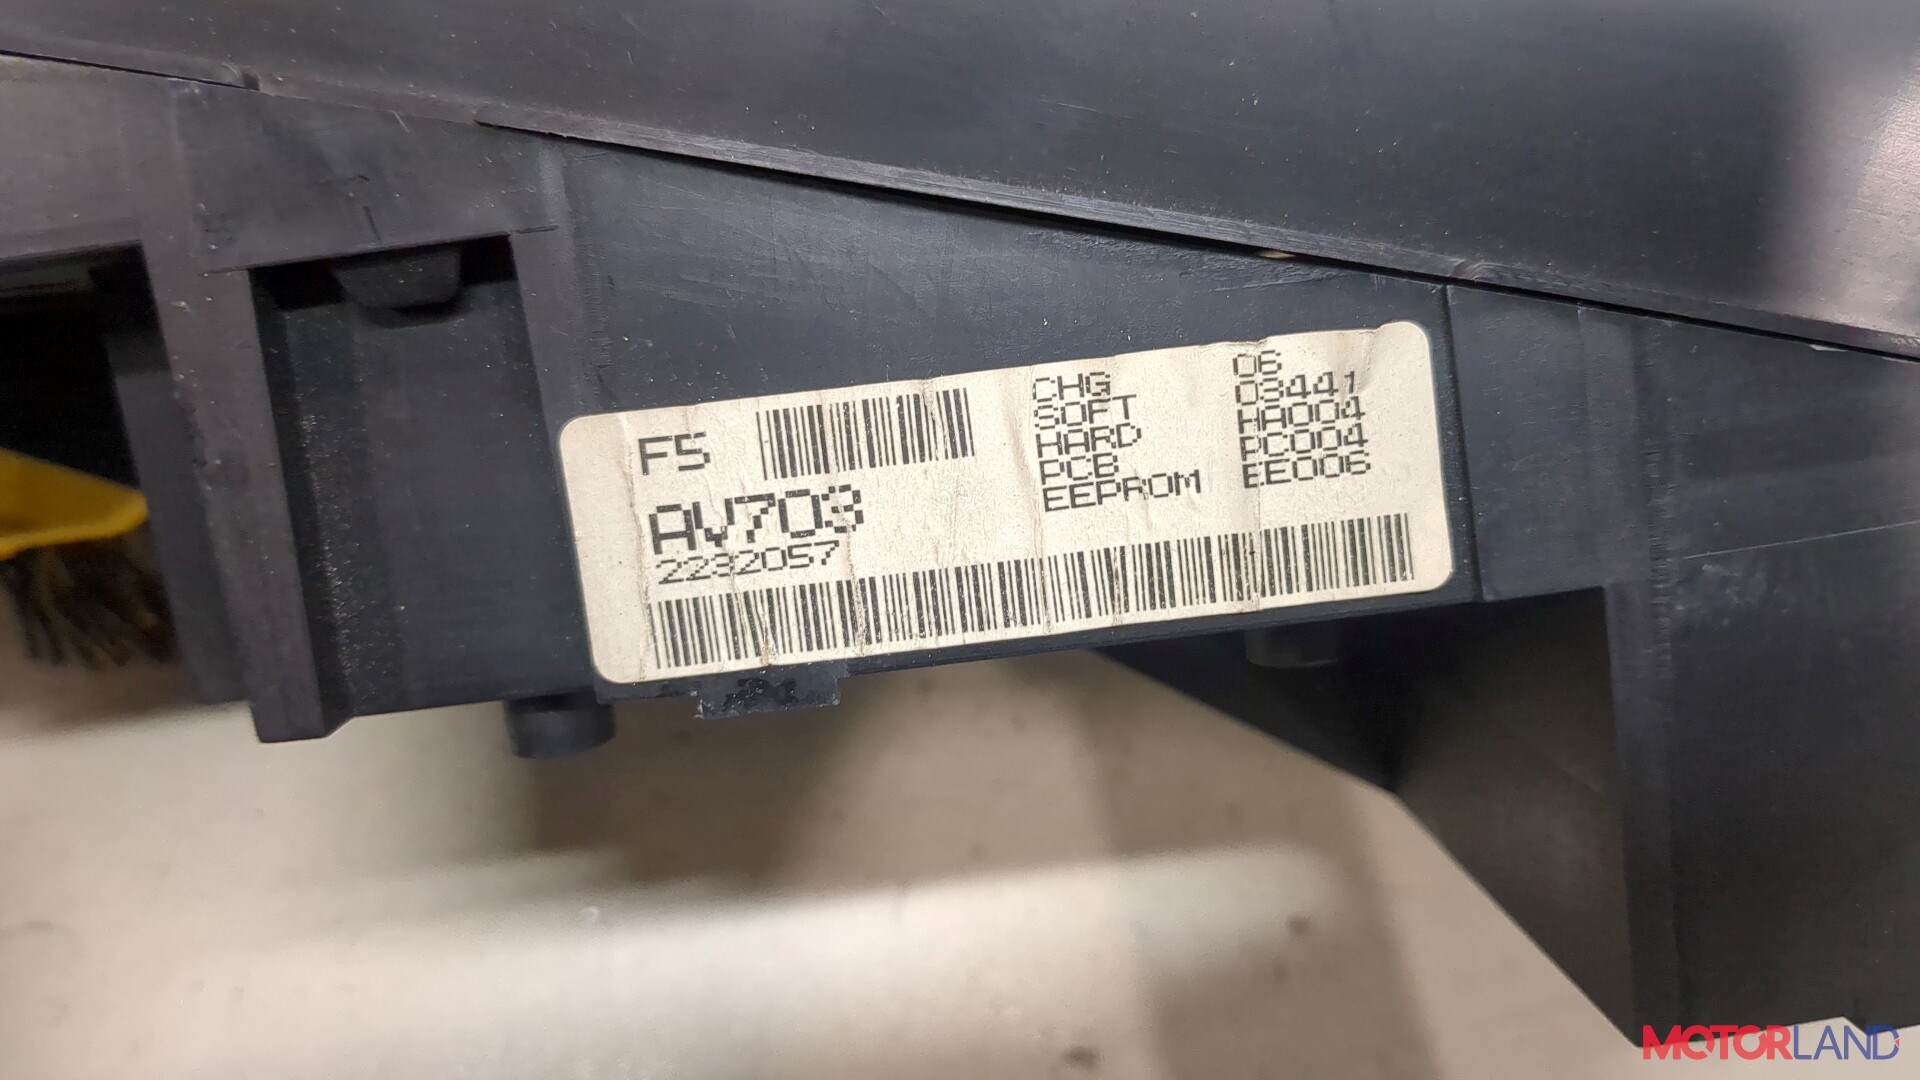 F5
AV703
2232057
CHG 06
SOFT 03441
HARD HA004
PCB PC004
EEPROM EE006
MOTORLAND